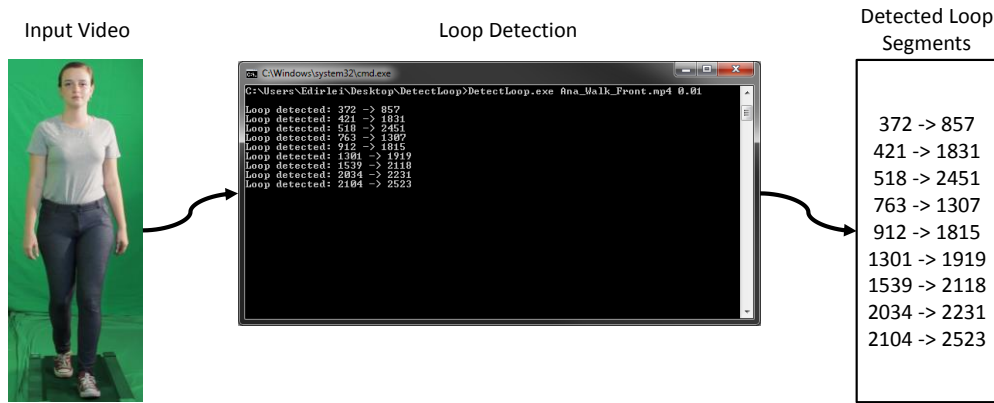 Input Video
Loop Detection
Detected Loop
Segments
C:\Windows\system32\cmd.exe
C:\Users\Edirlei\Desktop\DetectLoop>DetectLoop.exe Ana_Walk_Front.mp4 0.01
Loop detected: 372 -> 857
Loop detected: 421 -> 1831
Loop detected: 518 -> 2451
Loop detected: 763 -> 1307
Loop detected: 912 -> 1815
Loop detected: 1301 -> 1919
Loop detected: 1539 -> 2118
Loop detected: 2034 -> 2231
Loop detected: 2104 -> 2523
372 -> 857
421 -> 1831
518 -> 2451
763 -> 1307
912 -> 1815
1301 -> 1919
1539 -> 2118
2034 -> 2231
2104 -> 2523